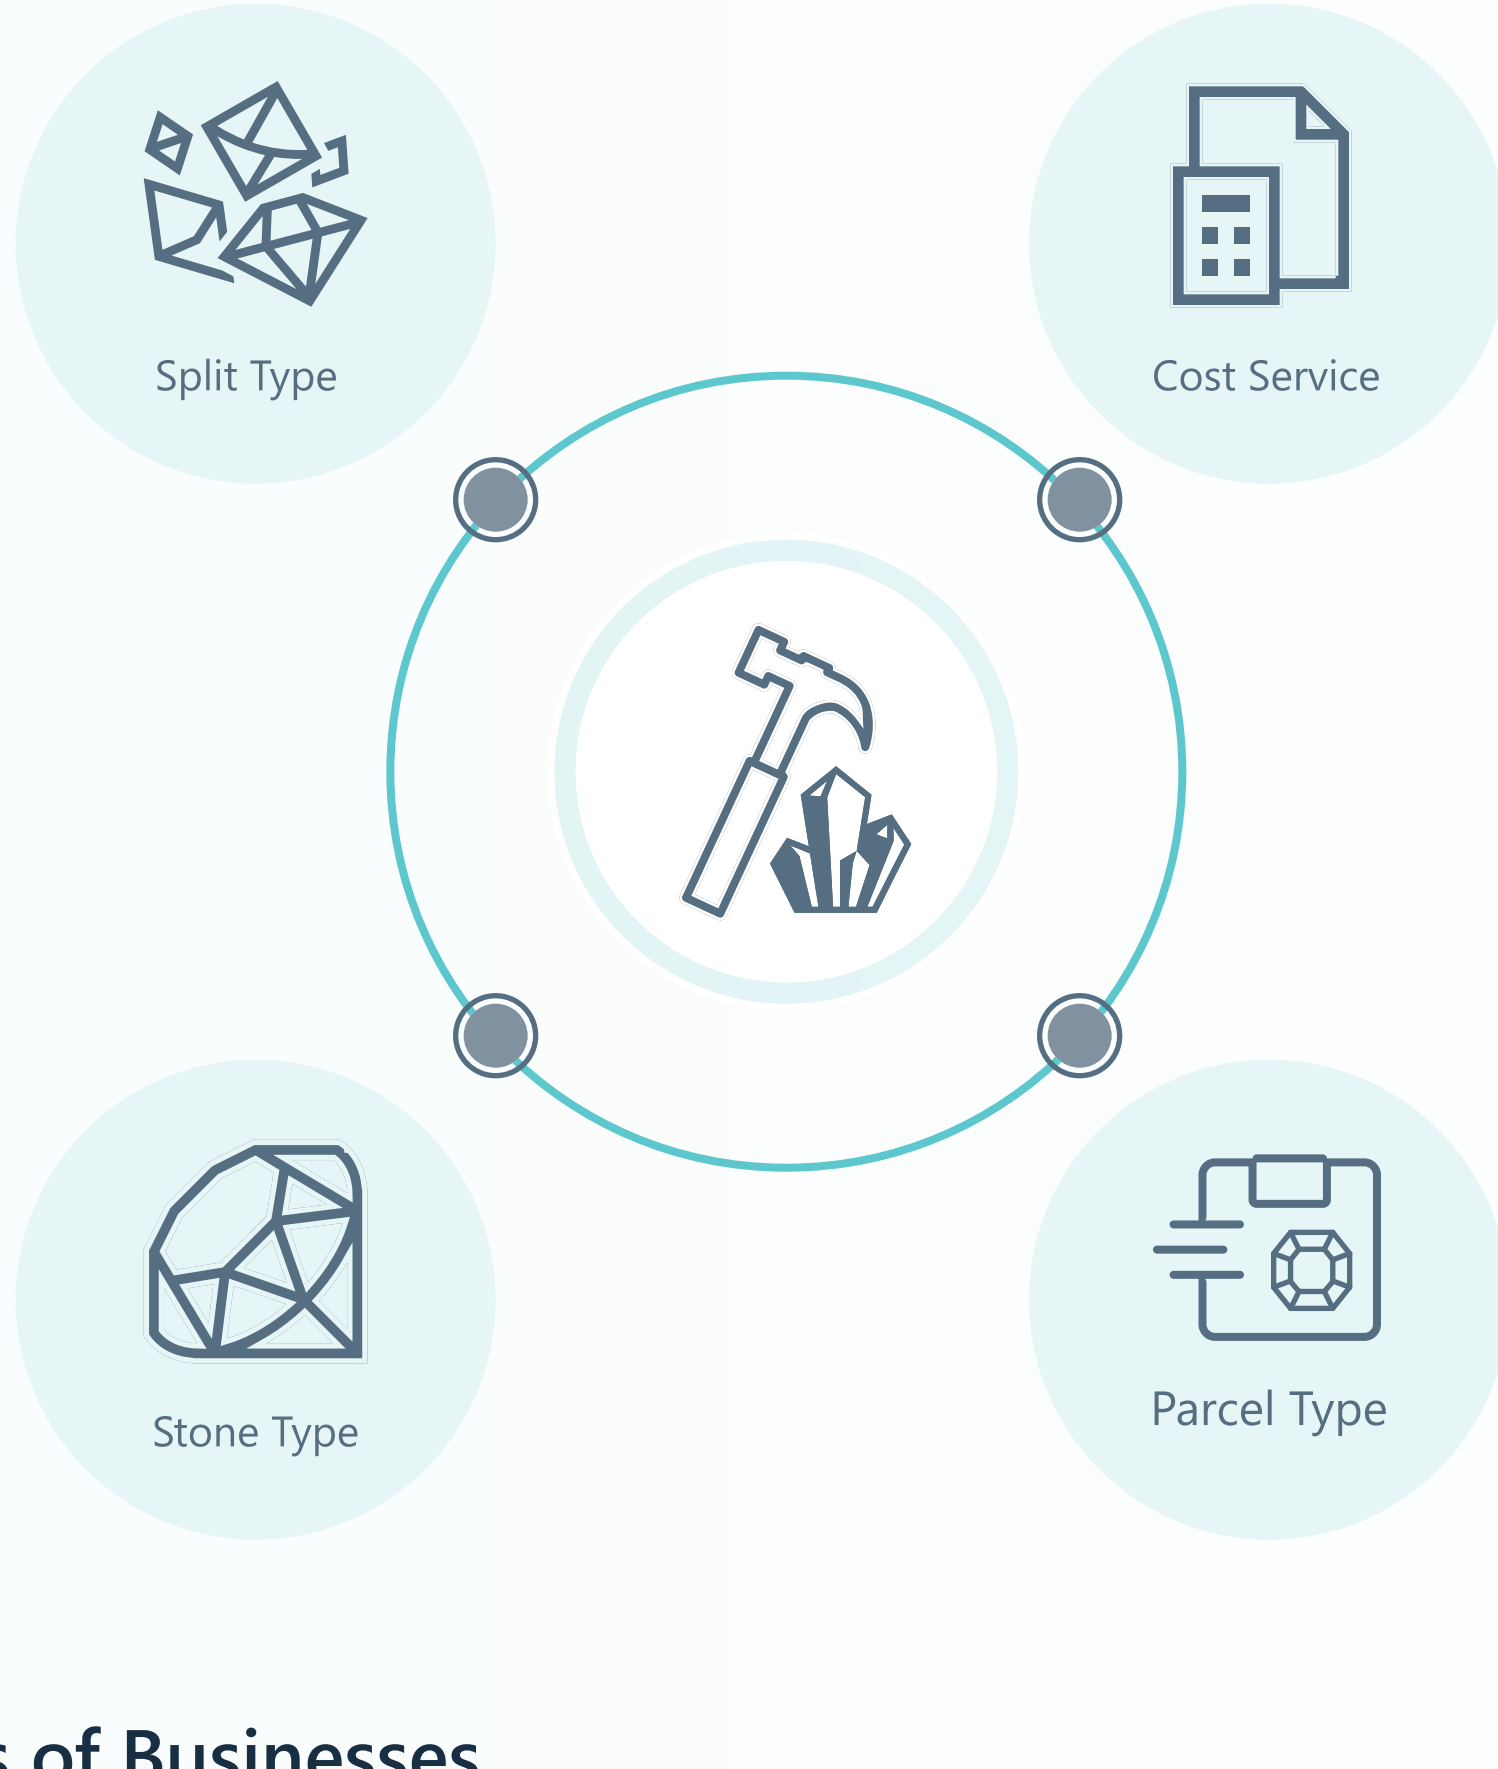 Split Type
Cost Service
Stone Type
Parcel Type
of Businesses